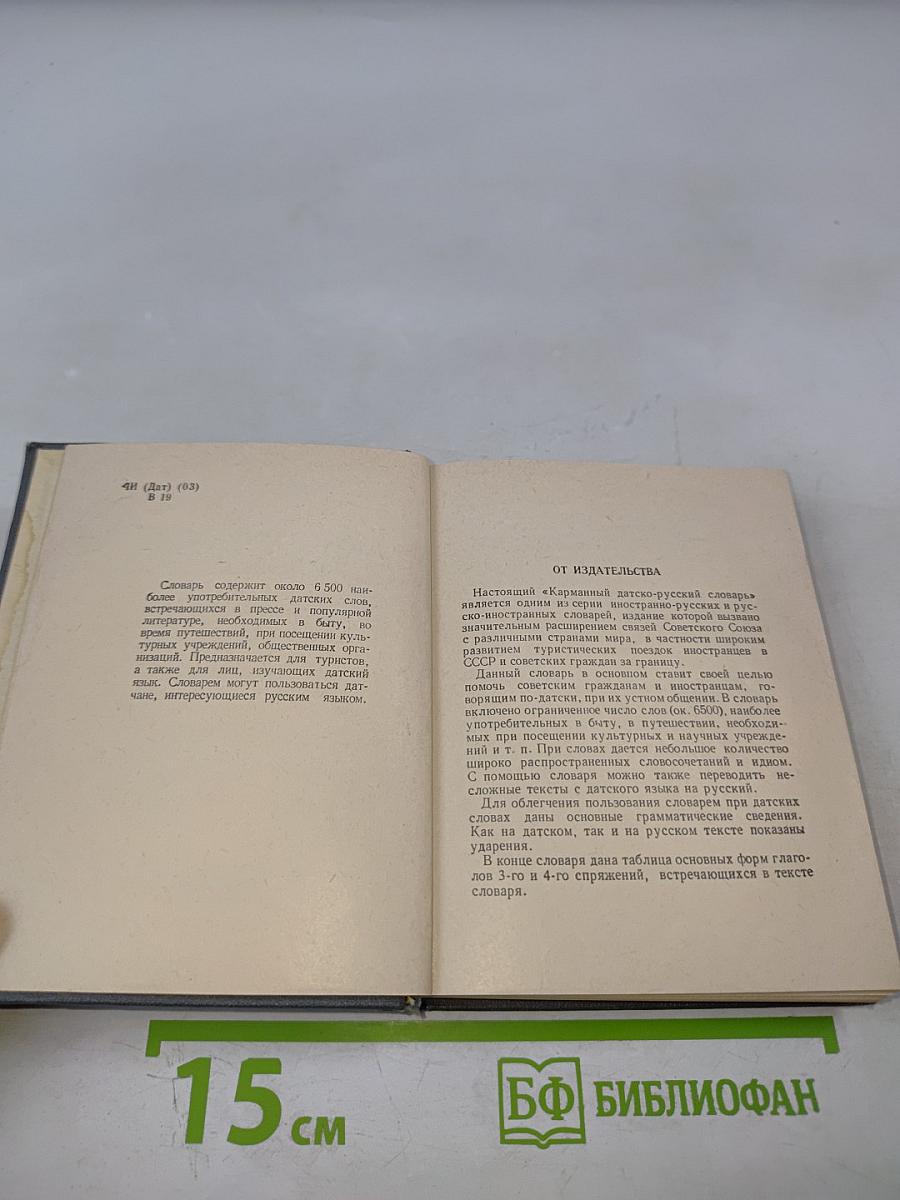 4И (Дат) (03)
В 19
Словарь содержит около 6 500 наи-
более употребительных датских слов,
встречающихся в прессе и популярной
литературе, необходимых в быту, во
время путешествий, при посещении куль-
турных учреждений, общественных орга-
низаций. Предназначается для туристов,
а также для лиц, изучающих датский
язык. Словарем могут пользоваться дат-
чане, интересующиеся русским языком.
ОТ ИЗДАТЕЛЬСТВА
Настоящий «Карманный датско-русский словарь»
является одним из серии иностранно-русских и рус-
ско-иностранных словарей, издание которой вызвано
значительным расширением связей Советского Союза
с различными странами мира, в частности широким
развитием туристических поездок иностранцев в
СССР и советских граждан за границу.
Данный словарь в основном ставит своей целью
помочь советским гражданам и иностранцам, го-
ворящим по-датски, при их устном общении. В словарь
включено ограниченное число слов (ок. 6500), наиболее
употребительных в быту, в путешествии, необходи-
мых при посещении культурных и научных учрежде-
ний и т. п. При словах дается небольшое количество
широко распространенных словосочетаний и идиом.
С помощью словаря можно также переводить не-
сложные тексты с датского языка на русский.
Для облегчения пользования словарем при датских
словах даны основные грамматические сведения.
Как на датском, так и на русском тексте показаны
ударения.
В конце словаря дана таблица основных форм глаго-
лов 3-го и 4-го спряжений, встречающихся в тексте
словаря.
15 см
БФ БИБЛИОФАН